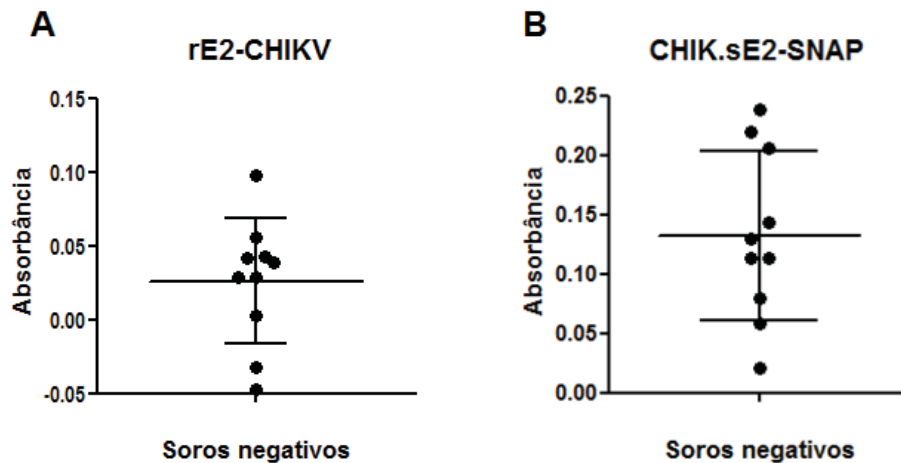 A
rE2-CHIKV
Absorbância
0.15
0.10
0.05
0.00
-0.05
Soros negativos
B
CHIK.sE2-SNAP
Absorbância
0.25
0.20
0.15
0.10
0.05
0.00
Soros negativos